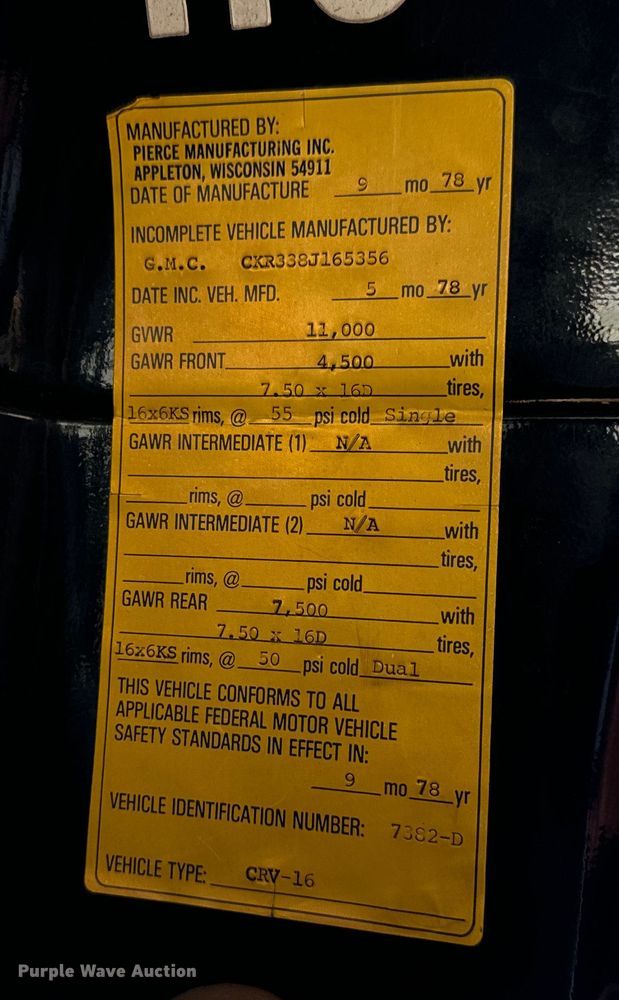 MANUFACTURED BY:
PIERCE MANUFACTURING INC.
APPLETON, WISCONSIN 54911
DATE OF MANUFACTURE 9 mo 78 yr
INCOMPLETE VEHICLE MANUFACTURED BY:
G.M.C. CKR338J165356
DATE INC. VEH. MFD. 5 mo 78 yr
GVWR 11,000
GAWR FRONT 4,500 with
7.50 x 16D tires,
16x6KS rims, @ 55 psi cold Single
GAWR INTERMEDIATE (1) N/A with
tires,
rims, @ psi cold
GAWR INTERMEDIATE (2) N/A with
tires,
rims, @ psi cold
GAWR REAR 7,500 with
7.50 x 16D tires,
16x6KS rims, @ 50 psi cold Dual
THIS VEHICLE CONFORMS TO ALL
APPLICABLE FEDERAL MOTOR VEHICLE
SAFETY STANDARDS IN EFFECT IN:
9 mo 78 yr
VEHICLE IDENTIFICATION NUMBER: 7382-D
VEHICLE TYPE: CRV-16
Purple Wave Auction